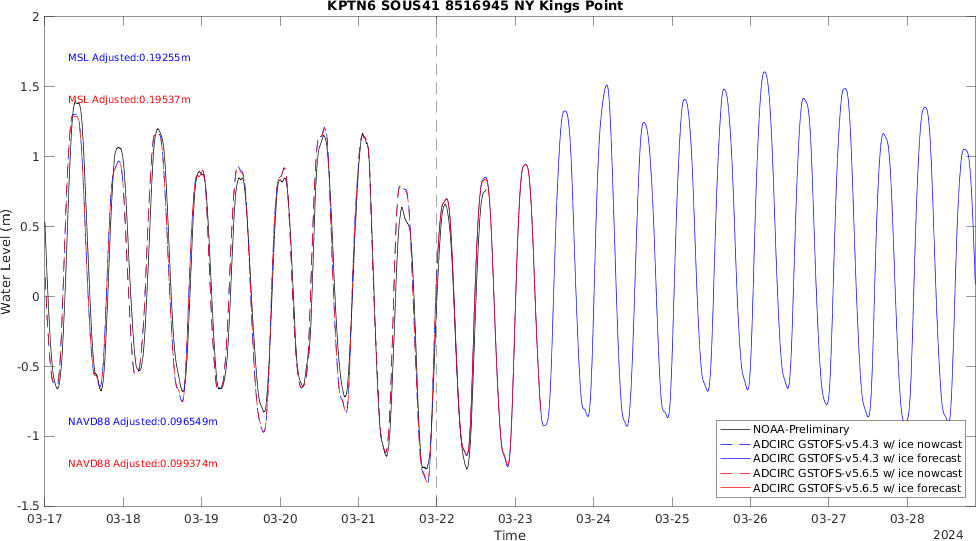 KPTN6 SOUS41 8516945 NY Kings Point
2
MSL Adjusted:0.19255m
1.5
MSL Adjusted:0.19537m
1
0.5
Water Level (m)
0
-0.5
NAVD88 Adjusted:0.096549m
-1
NAVD88 Adjusted:0.099374m
-1.5
NOAA-Preliminary
ADCIRC GSTOFS-v5.4.3 w/ ice nowcast
ADCIRC GSTOFS-v5.4.3 w/ ice forecast
ADCIRC GSTOFS-v5.6.5 w/ ice nowcast
ADCIRC GSTOFS-v5.6.5 w/ ice forecast
03-17 03-18 03-19 03-20 03-21 03-22 03-23 03-24 03-25 03-26 03-27 03-28
Time
2024